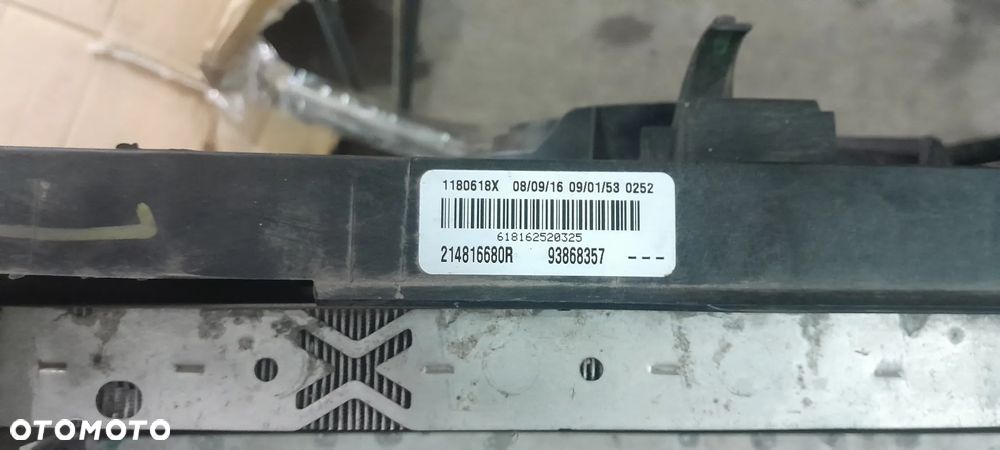 1180618X 08/09/16 09/01/53 0252
618162520325
214816680R 93868357 ---
OTOMOTO